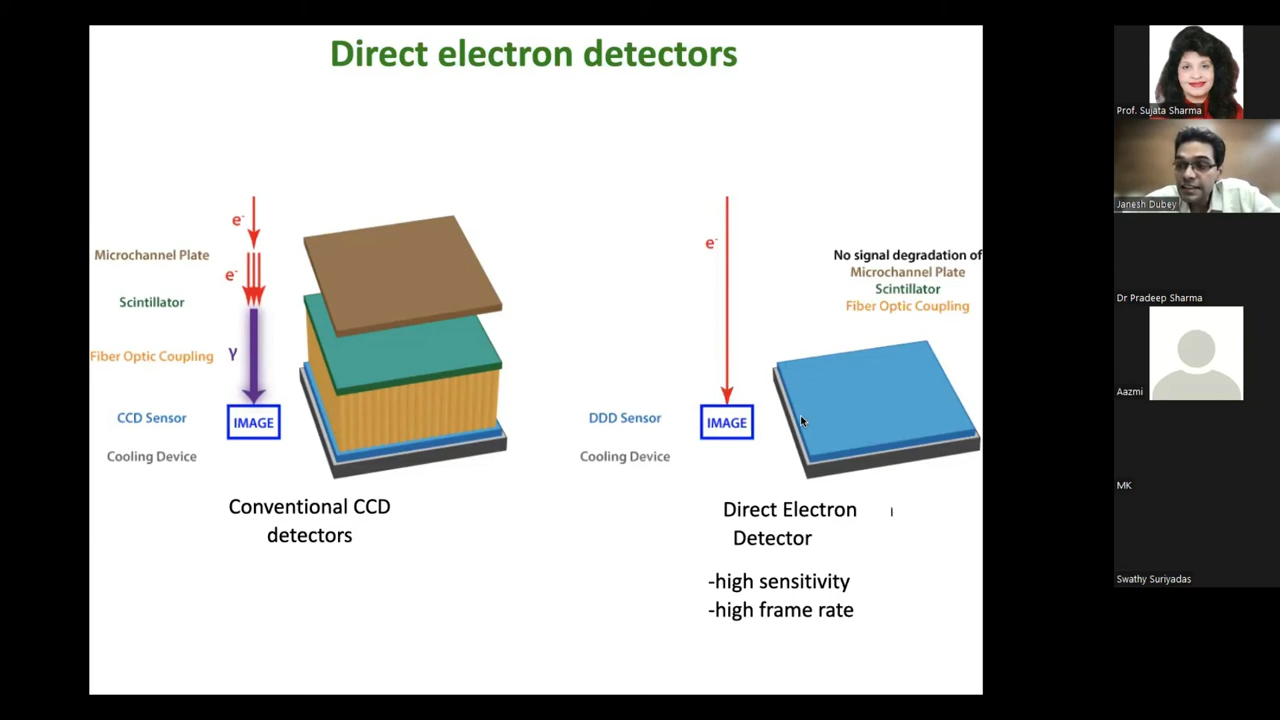 Direct electron detectors
e-
Microchannel Plate
e-
Scintillator
Fiber Optic Coupling
γ
CCD Sensor
IMAGE
Cooling Device
Conventional CCD
detectors
e-
No signal degradation of
Microchannel Plate
Scintillator
Fiber Optic Coupling
DDD Sensor
IMAGE
Cooling Device
Direct Electron
Detector
-high sensitivity
-high frame rate
Prof. Sujata Sharma
Janesh Dubey
Dr Pradeep Sharma
Aazmi
MK
Swathy Suriyadas